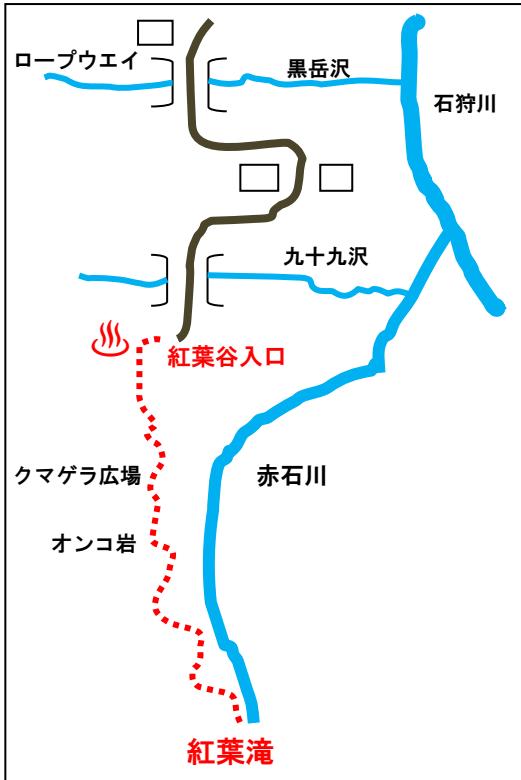 ロープウエイ
黒岳沢
石狩川
九十九沢
紅葉谷入口
クマゲラ広場
赤石川
オンコ岩
紅葉滝